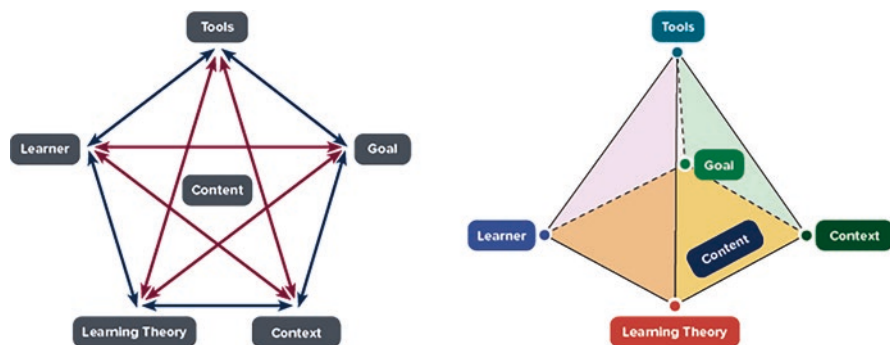 Tools
Learner
Goal
Content
Learning Theory
Context
Tools
Goal
Learner
Context
Content
Learning Theory